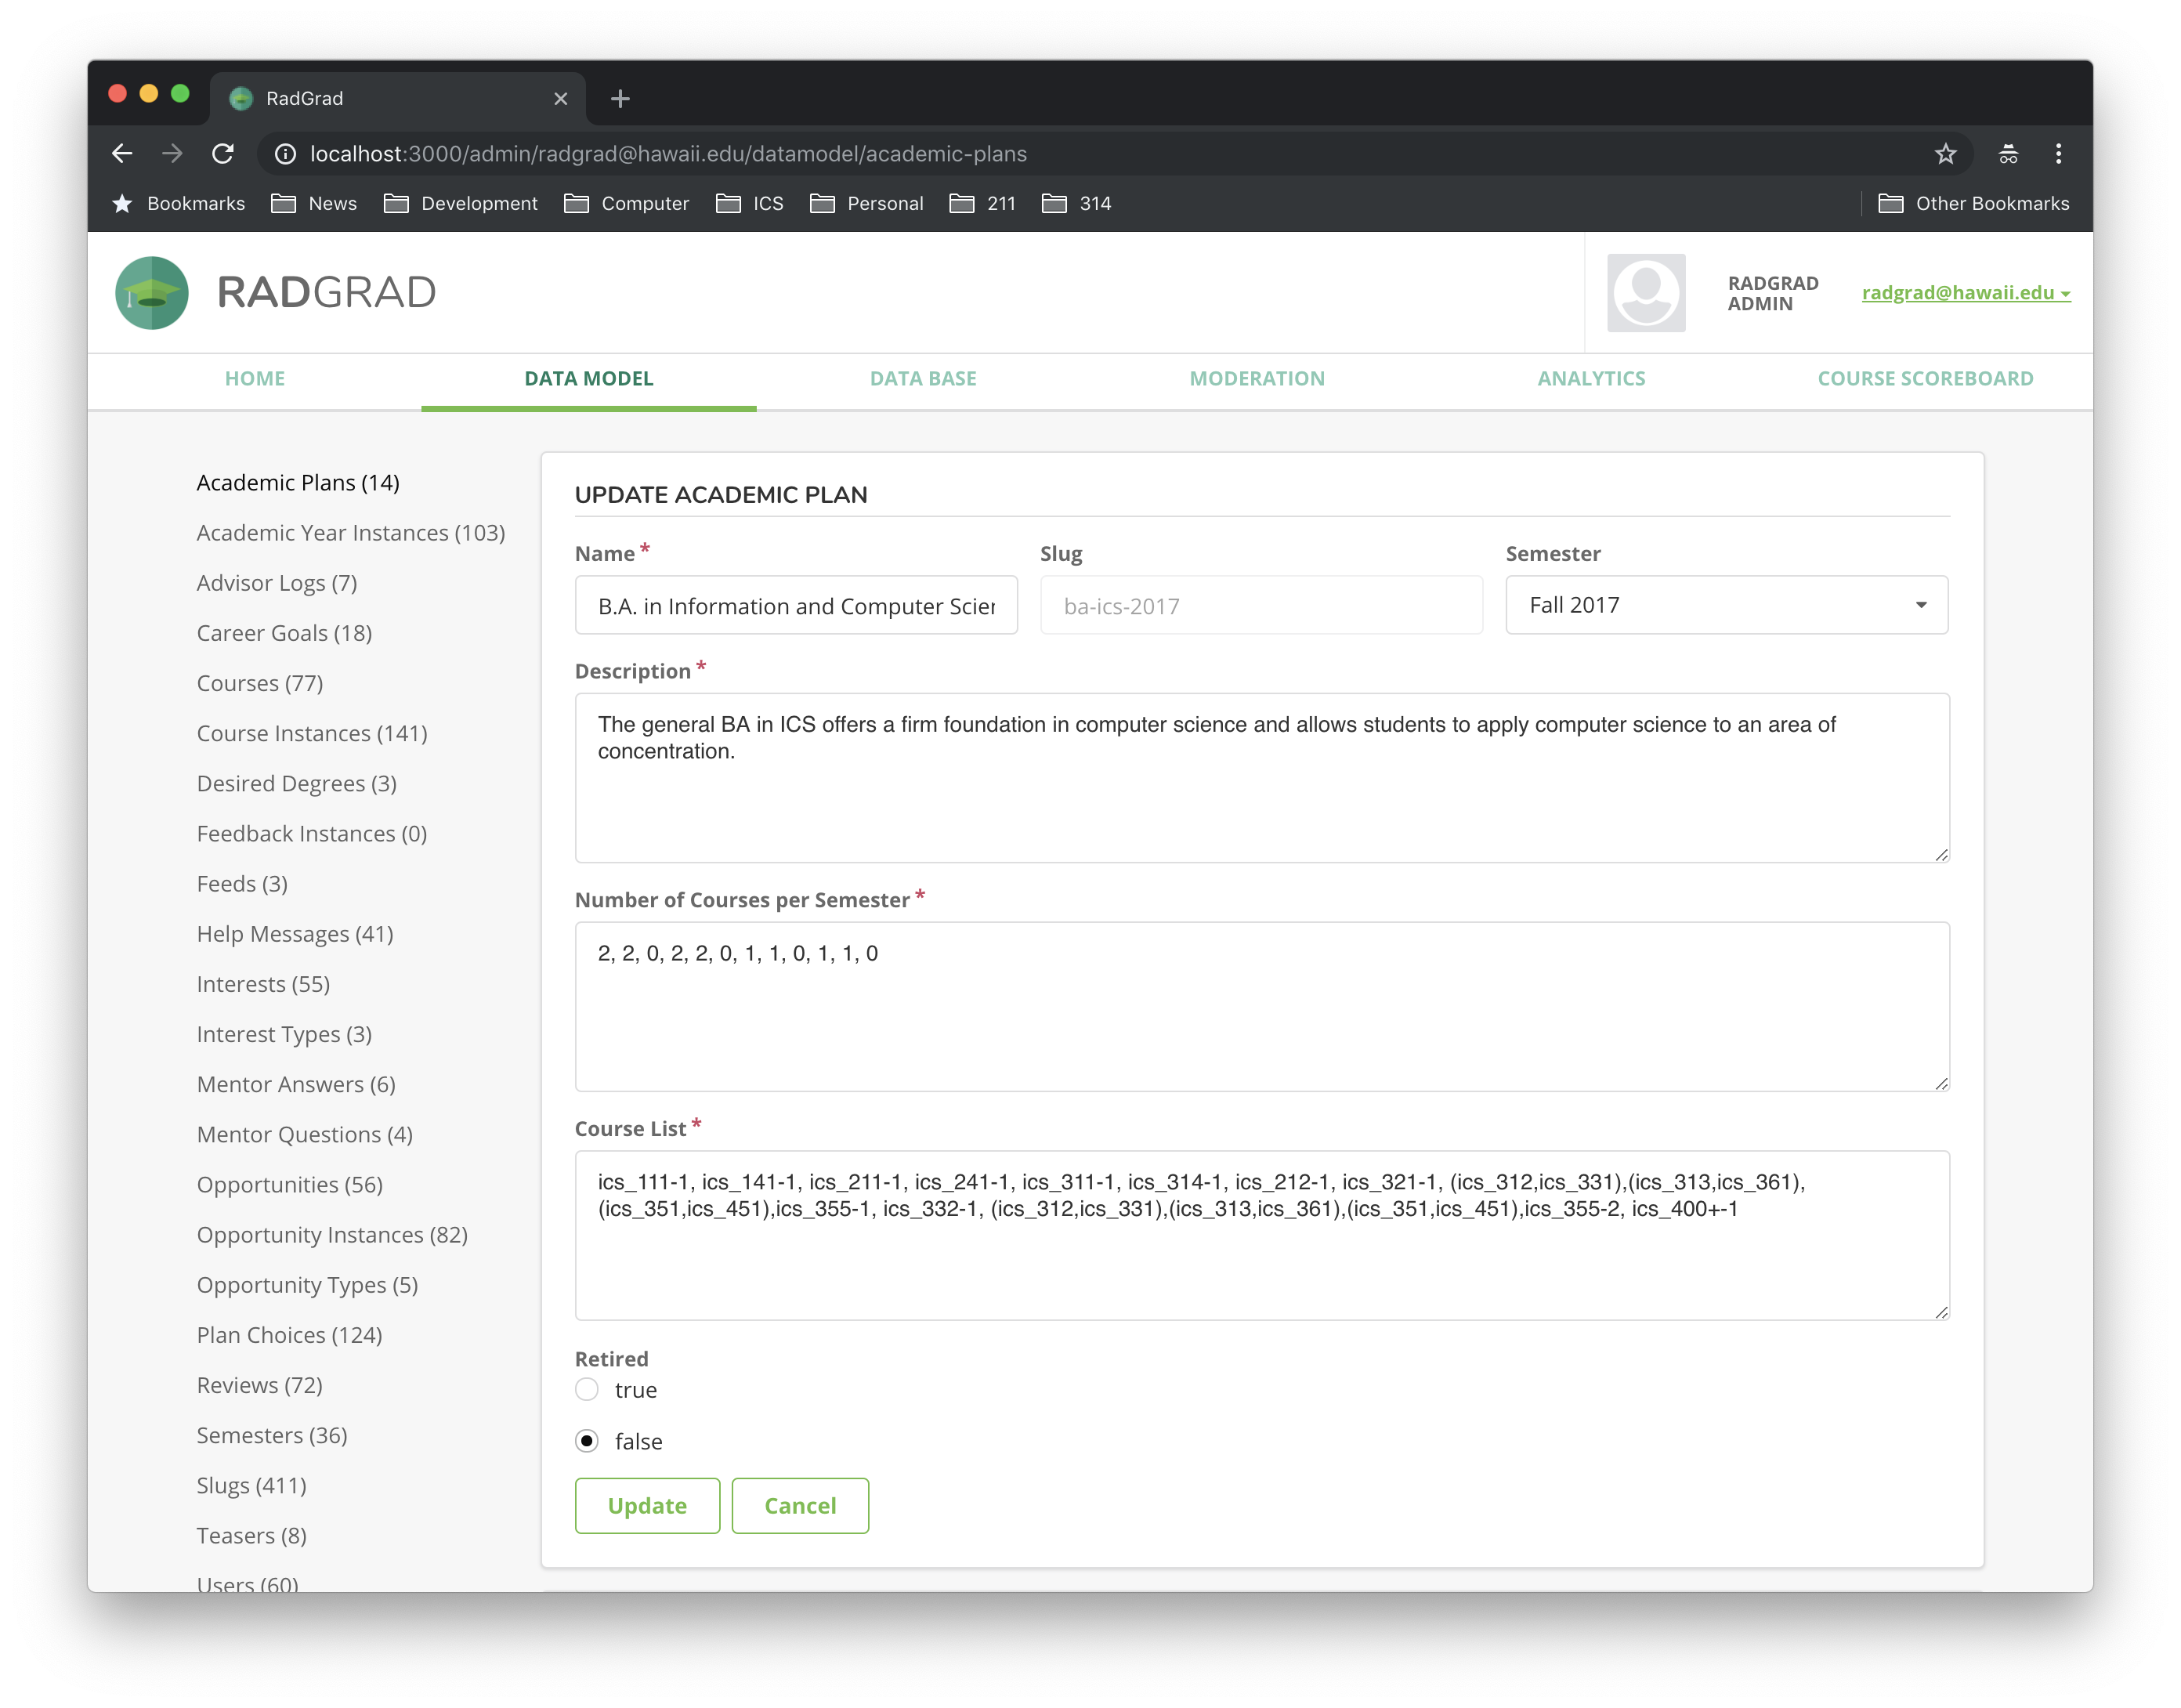 RadGrad
localhost:3000/admin/radgrad@hawaii.edu/datamodel/academic-plans
Bookmarks News Development Computer ICS Personal 211 314 Other Bookmarks
RADGRAD
RADGRAD
ADMIN
radgrad@hawaii.edu
HOME DATA MODEL DATA BASE MODERATION ANALYTICS COURSE SCOREBOARD
Academic Plans (14)
Academic Year Instances (103)
Advisor Logs (7)
Career Goals (18)
Courses (77)
Course Instances (141)
Desired Degrees (3)
Feedback Instances (0)
Feeds (3)
Help Messages (41)
Interests (55)
Interest Types (3)
Mentor Answers (6)
Mentor Questions (4)
Opportunities (56)
Opportunity Instances (82)
Opportunity Types (5)
Plan Choices (124)
Reviews (72)
Semesters (36)
Slugs (411)
Teasers (8)
Users (60)
UPDATE ACADEMIC PLAN
Name * Slug Semester
B.A. in Information and Computer Scien ba-ics-2017 Fall 2017
Description *
The general BA in ICS offers a firm foundation in computer science and allows students to apply computer science to an area of
concentration.
Number of Courses per Semester *
2, 2, 0, 2, 2, 0, 1, 1, 0, 1, 1, 0
Course List *
ics_111-1, ics_141-1, ics_211-1, ics_241-1, ics_311-1, ics_314-1, ics_212-1, ics_321-1, (ics_312,ics_331),(ics_313,ics_361),
(ics_351,ics_451),ics_355-1, ics_332-1, (ics_312,ics_331),(ics_313,ics_361),(ics_351,ics_451),ics_355-2, ics_400+-1
Retired
true
false
Update Cancel